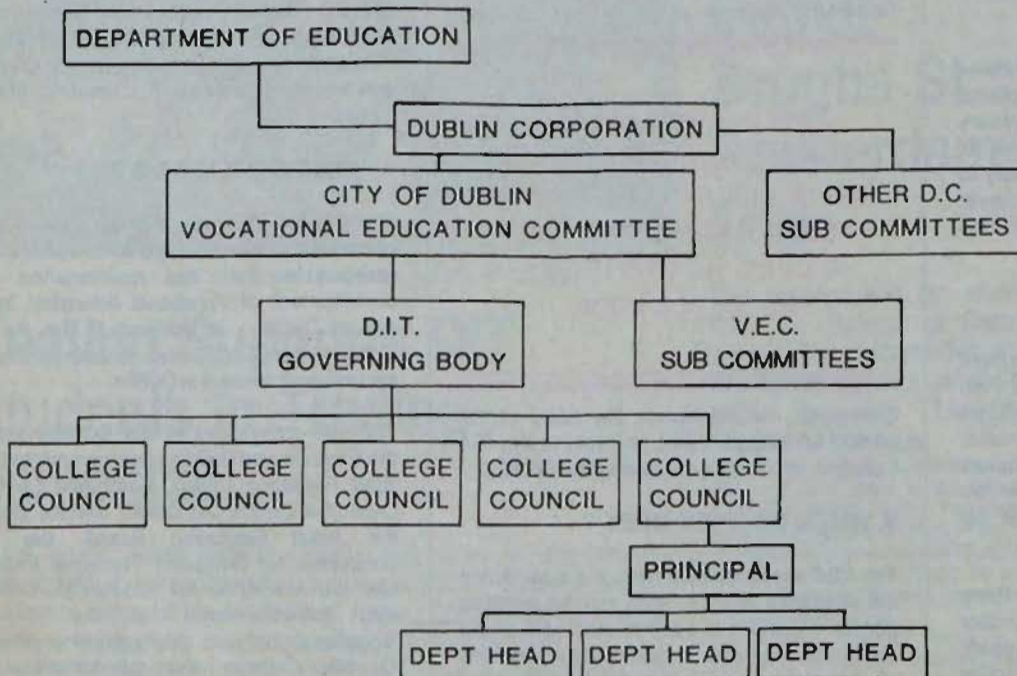 DEPARTMENT OF EDUCATION
DUBLIN CORPORATION
CITY OF DUBLIN
VOCATIONAL EDUCATION COMMITTEE
OTHER D.C.
SUB COMMITTEES
D.I.T.
GOVERNING BODY
V.E.C.
SUB COMMITTEES
COLLEGE
COUNCIL
COLLEGE
COUNCIL
COLLEGE
COUNCIL
COLLEGE
COUNCIL
COLLEGE
COUNCIL
PRINCIPAL
DEPT HEAD
DEPT HEAD
DEPT HEAD